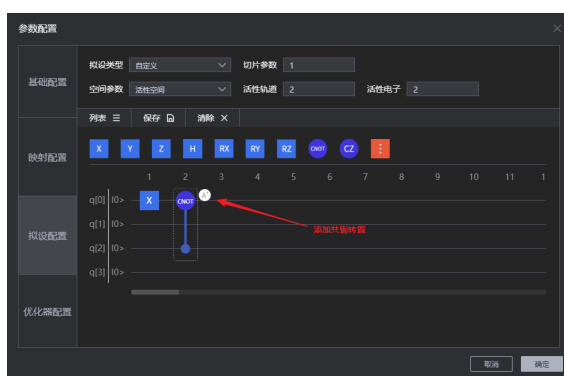 参数配置
基础配置
映射配置
拟设配置
优化器配置
拟设类型 自定义 切片参数 1
空间参数 活性空间 活性轨道 2 活性电子 2
列表 保存 清除
X Y Z H RX RY RZ CNOT CZ
1 2 3 4 5 6 7 8 9 10 11 1
q[0] |0> X CNOT A⁺
添加共轭转置
q[1] |0>
q[2] |0>
q[3] |0>
取消 确定